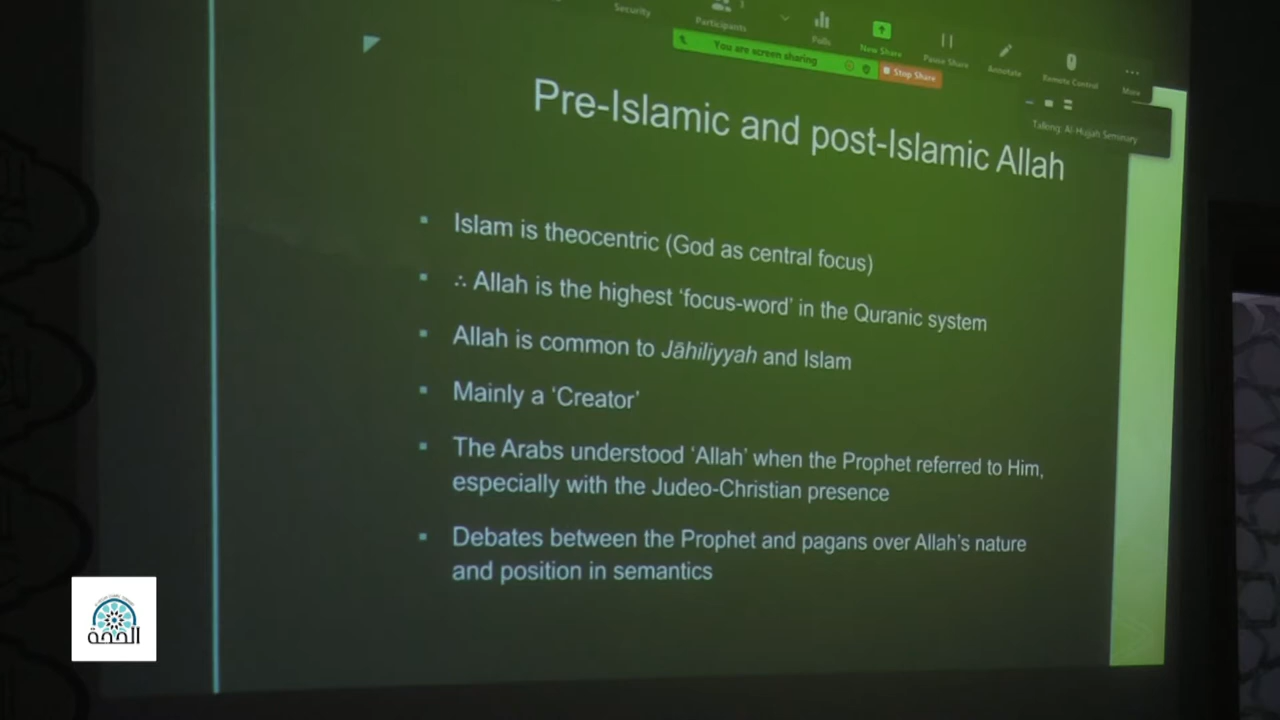 Security
Participants
1
Polls
New Share
Pause Share
Annotate
Remote Control
More
You are screen sharing
Stop Share
Talking: Al-Hujjah Seminary
Pre-Islamic and post-Islamic Allah
▪ Islam is theocentric (God as central focus)
▪ ∴ Allah is the highest ‘focus-word’ in the Quranic system
▪ Allah is common to Jāhiliyyah and Islam
▪ Mainly a ‘Creator’
▪ The Arabs understood ‘Allah’ when the Prophet referred to Him,
especially with the Judeo-Christian presence
▪ Debates between the Prophet and pagans over Allah’s nature
and position in semantics
الحجة